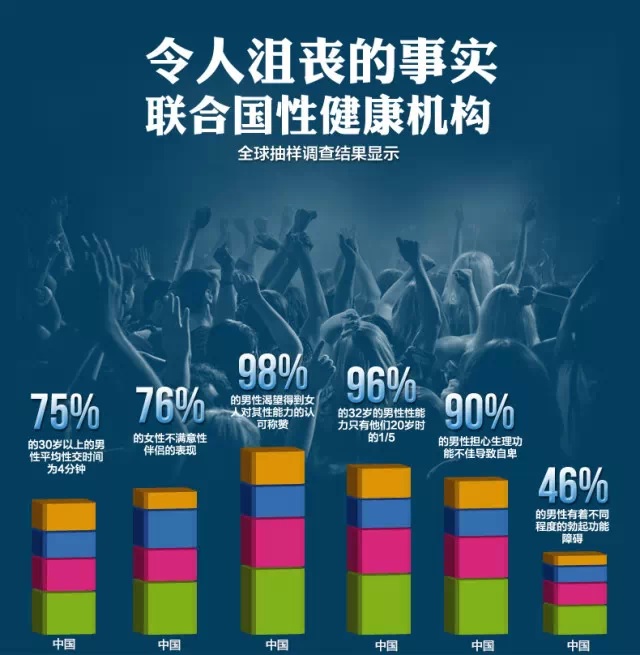 令人沮丧的事实
联合国性健康机构
全球抽样调查结果显示
75%
的30岁以上的男
性平均性交时间
为4分钟
76%
的女性不满意性
伴侣的表现
98%
的男性渴望得到女
人对其性能力的认
可称赞
96%
的32岁的男性性能
力只有他们20岁时
的1/5
90%
的男性担心生理功
能不佳导致自卑
46%
的男性有着不同
程度的勃起功能
障碍
中国
中国
中国
中国
中国
中国